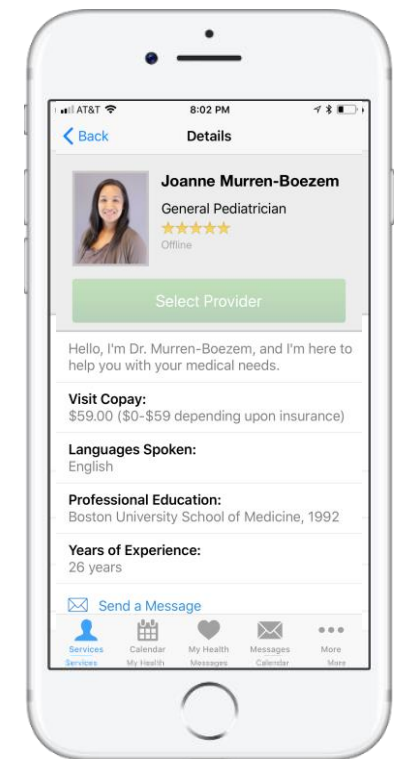 AT&T 8:02 PM
Back Details
Joanne Murren-Boezem
General Pediatrician
Offline
Select Provider
Hello, I'm Dr. Murren-Boezem, and I'm here to
help you with your medical needs.
Visit Copay:
$59.00 ($0-$59 depending upon insurance)
Languages Spoken:
English
Professional Education:
Boston University School of Medicine, 1992
Years of Experience:
26 years
Send a Message
Services Calendar My Health Messages More
Services My Health Messages Calendar More